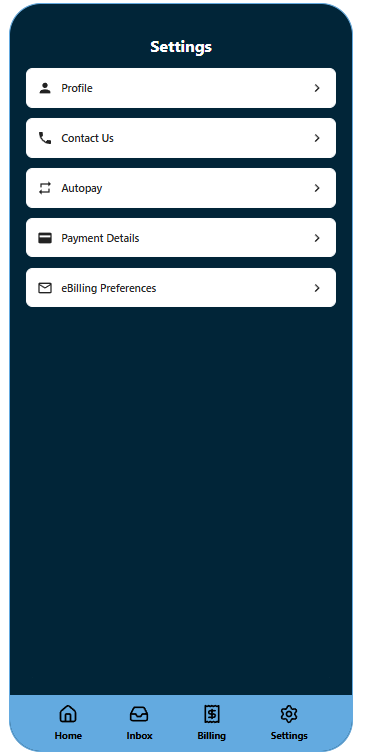 Settings
Profile
Contact Us
Autopay
Payment Details
eBilling Preferences
Home Inbox Billing Settings